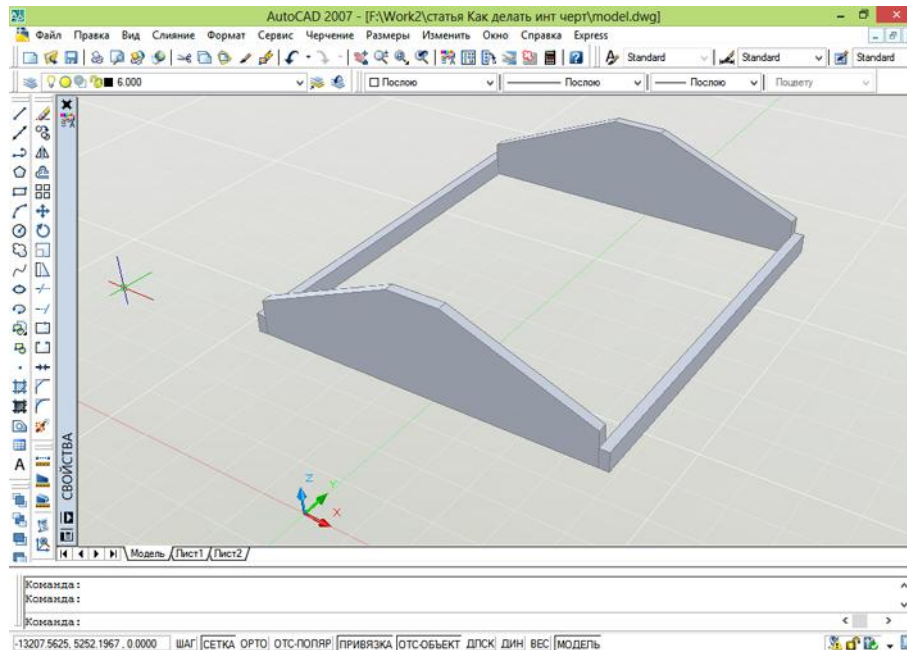 AutoCAD 2007 - [F:\Work2\статья Как делать инт черт\model.dwg]
Файл Правка Вид Слияние Формат Сервис Черчение Размеры Изменить Окно Справка Express
Standard Standard Standard
6.000 Послою Послою Послою Поцвету
A
СВОЙСТВА
Z
Y
X
Модель Лист1 Лист2
Команда:
Команда:
Команда:
-13207.5625, 5252.1967 , 0.0000 ШАГ СЕТКА ОРТО ОТС-ПОЛЯР ПРИВЯЗКА ОТС-ОБЪЕКТ ДПСК ДИН ВЕС МОДЕЛЬ